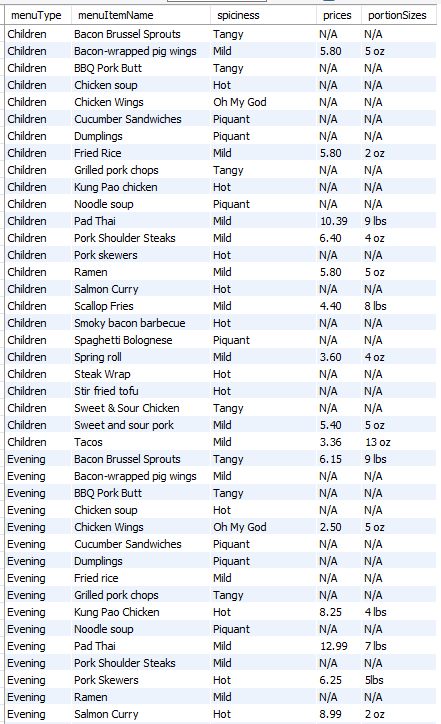 menuType menuItemName spiciness prices portionSizes
Children Bacon Brussel Sprouts Tangy N/A N/A
Children Bacon-wrapped pig wings Mild 5.80 5 oz
Children BBQ Pork Butt Tangy N/A N/A
Children Chicken soup Hot N/A N/A
Children Chicken Wings Oh My God N/A N/A
Children Cucumber Sandwiches Piquant N/A N/A
Children Dumplings Piquant N/A N/A
Children Fried Rice Mild 5.80 2 oz
Children Grilled pork chops Tangy N/A N/A
Children Kung Pao chicken Hot N/A N/A
Children Noodle soup Piquant N/A N/A
Children Pad Thai Mild 10.39 9 lbs
Children Pork Shoulder Steaks Mild 6.40 4 oz
Children Pork skewers Hot N/A N/A
Children Ramen Mild 5.80 5 oz
Children Salmon Curry Hot N/A N/A
Children Scallop Fries Mild 4.40 8 lbs
Children Smoky bacon barbecue Hot N/A N/A
Children Spaghetti Bolognese Piquant N/A N/A
Children Spring roll Mild 3.60 4 oz
Children Steak Wrap Hot N/A N/A
Children Stir fried tofu Hot N/A N/A
Children Sweet & Sour Chicken Tangy N/A N/A
Children Sweet and sour pork Mild 5.40 5 oz
Children Tacos Mild 3.36 13 oz
Evening Bacon Brussel Sprouts Tangy 6.15 9 lbs
Evening Bacon-wrapped pig wings Mild N/A N/A
Evening BBQ Pork Butt Tangy N/A N/A
Evening Chicken soup Hot N/A N/A
Evening Chicken Wings Oh My God 2.50 5 oz
Evening Cucumber Sandwiches Piquant N/A N/A
Evening Dumplings Piquant N/A N/A
Evening Fried rice Mild N/A N/A
Evening Grilled pork chops Tangy N/A N/A
Evening Kung Pao Chicken Hot 8.25 4 lbs
Evening Noodle soup Piquant N/A N/A
Evening Pad Thai Mild 12.99 7 lbs
Evening Pork Shoulder Steaks Mild N/A N/A
Evening Pork Skewers Hot 6.25 5lbs
Evening Ramen Mild N/A N/A
Evening Salmon Curry Hot 8.99 2 oz